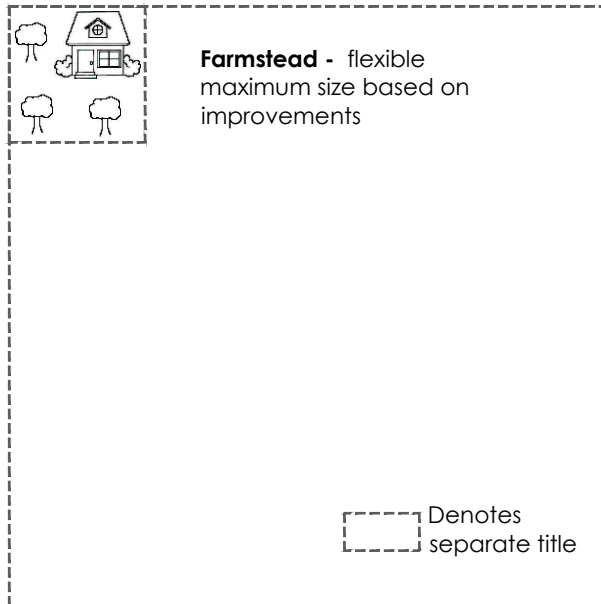 Farmstead - flexible
maximum size based on
improvements
Denotes
separate title